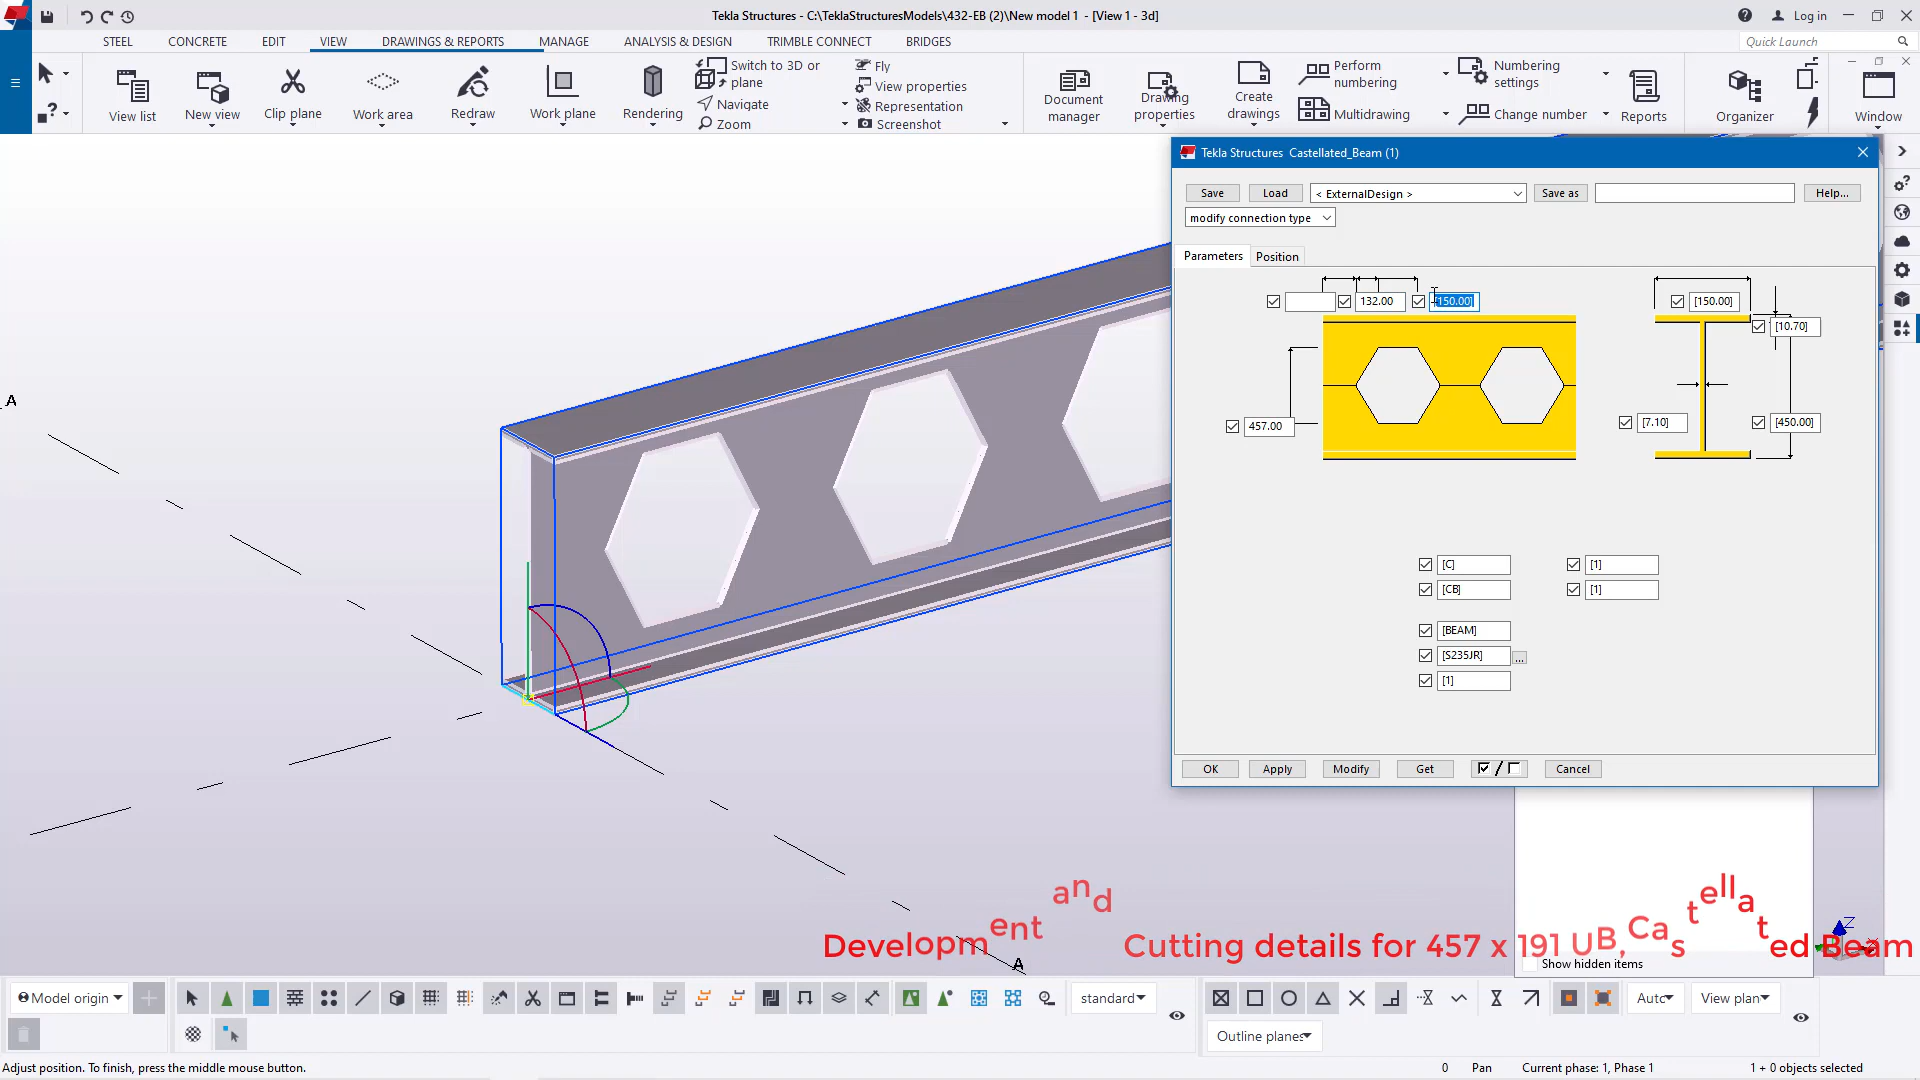 Tekla Structures - C:\TeklaStructuresModels\432-EB (2)\New model 1 - [View 1 - 3d]
Log in
STEEL CONCRETE EDIT VIEW DRAWINGS & REPORTS MANAGE ANALYSIS & DESIGN TRIMBLE CONNECT BRIDGES
Quick Launch
View list
New view
Clip plane
Work area
Redraw
Work plane
Rendering
Switch to 3D or
plane
Navigate
Zoom
Fly
View properties
Representation
Screenshot
Document
manager
Drawing
properties
Create
drawings
Perform
numbering
Multidrawing
Numbering
settings
Change number
Reports
Organizer
Window
Tekla Structures Castellated_Beam (1)
Save
Load
< ExternalDesign >
Save as
Help...
modify connection type
Parameters
Position
132.00
[150.00]
[150.00]
[10.70]
457.00
[7.10]
[450.00]
[C]
[1]
[CB]
[1]
[BEAM]
[S235JR]
...
[1]
OK
Apply
Modify
Get
Cancel
A
A
Z
Development and Cutting details for 457 x 191 UB,Castellated Beam
Show hidden items
Model origin
standard
Auto
View plan
Outline planes
Adjust position. To finish, press the middle mouse button.
0
Pan
Current phase: 1, Phase 1
1 + 0 objects selected